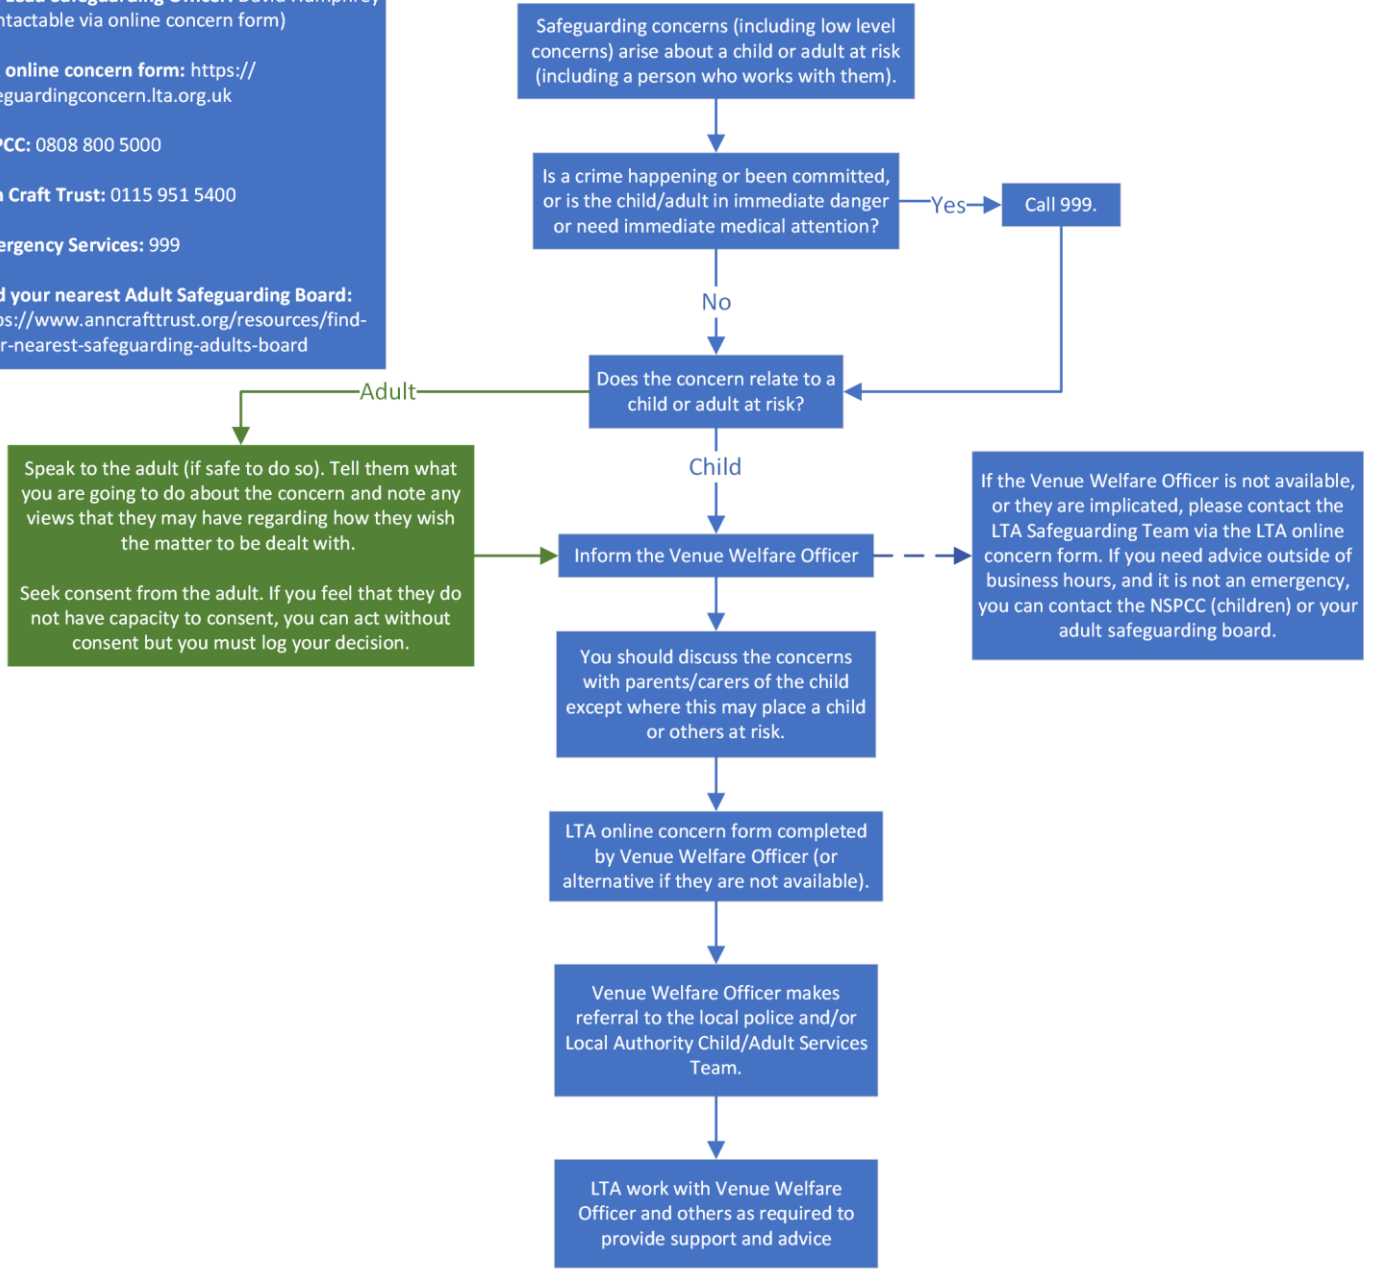 Lead Safeguarding Officer: David Humphrey
ntactable via online concern form)
online concern form: https://
eguardingconcern.lta.org.uk
PCC: 0808 800 5000
n Craft Trust: 0115 951 5400
ergency Services: 999
d your nearest Adult Safeguarding Board:
ps://www.anncrafttrust.org/resources/find-
r-nearest-safeguarding-adults-board
Safeguarding concerns (including low level
concerns) arise about a child or adult at risk
(including a person who works with them).
Is a crime happening or been committed,
or is the child/adult in immediate danger
or need immediate medical attention?
Yes
Call 999.
No
Does the concern relate to a
child or adult at risk?
Adult
Speak to the adult (if safe to do so). Tell them what
you are going to do about the concern and note any
views that they may have regarding how they wish
the matter to be dealt with.
Seek consent from the adult. If you feel that they do
not have capacity to consent, you can act without
consent but you must log your decision.
Child
Inform the Venue Welfare Officer
If the Venue Welfare Officer is not available,
or they are implicated, please contact the
LTA Safeguarding Team via the LTA online
concern form. If you need advice outside of
business hours, and it is not an emergency,
you can contact the NSPCC (children) or your
adult safeguarding board.
You should discuss the concerns
with parents/carers of the child
except where this may place a child
or others at risk.
LTA online concern form completed
by Venue Welfare Officer (or
alternative if they are not available).
Venue Welfare Officer makes
referral to the local police and/or
Local Authority Child/Adult Services
Team.
LTA work with Venue Welfare
Officer and others as required to
provide support and advice